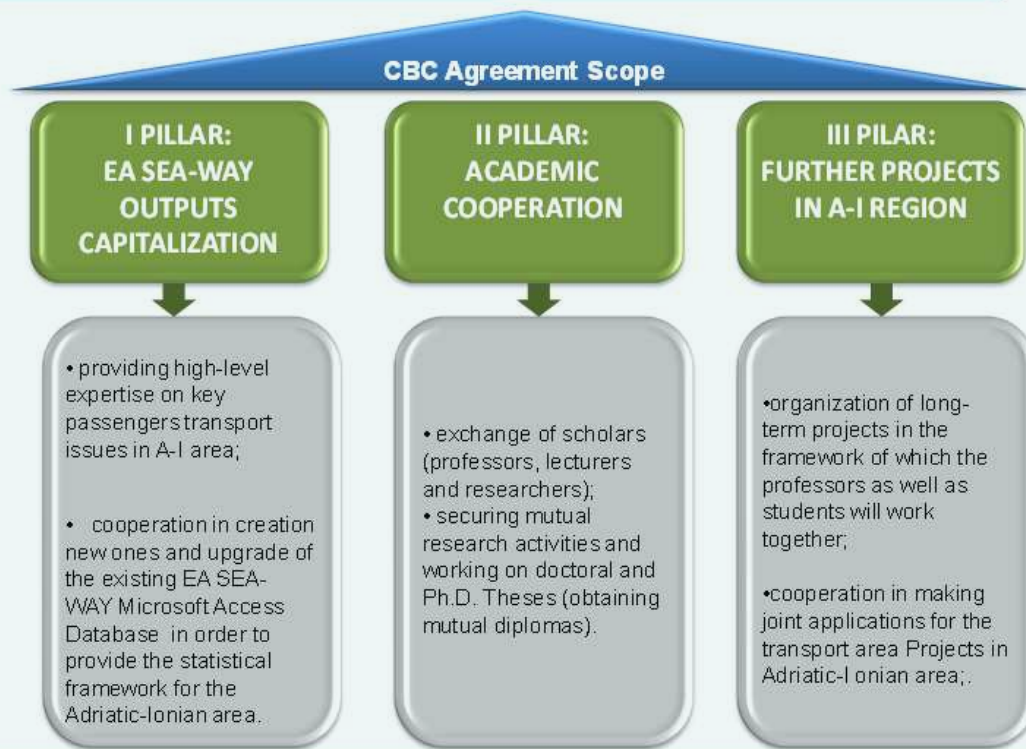 CBC Agreement Scope
I PILLAR:
EA SEA-WAY
OUTPUTS
CAPITALIZATION
II PILLAR:
ACADEMIC
COOPERATION
III PILAR:
FURTHER PROJECTS
IN A-I REGION
• providing high-level
expertise on key
passengers transport
issues in A-I area;
• cooperation in creation
new ones and upgrade of
the existing EA SEA-
WAY Microsoft Access
Database in order to
provide the statistical
framework for the
Adriatic-Ionian area.
• exchange of scholars
(professors, lecturers
and researchers);
• securing mutual
research activities and
working on doctoral and
Ph.D. Theses (obtaining
mutual diplomas).
•organization of long-
term projects in the
framework of which the
professors as well as
students will work
together;
•cooperation in making
joint applications for the
transport area Projects in
Adriatic-I onian area;.